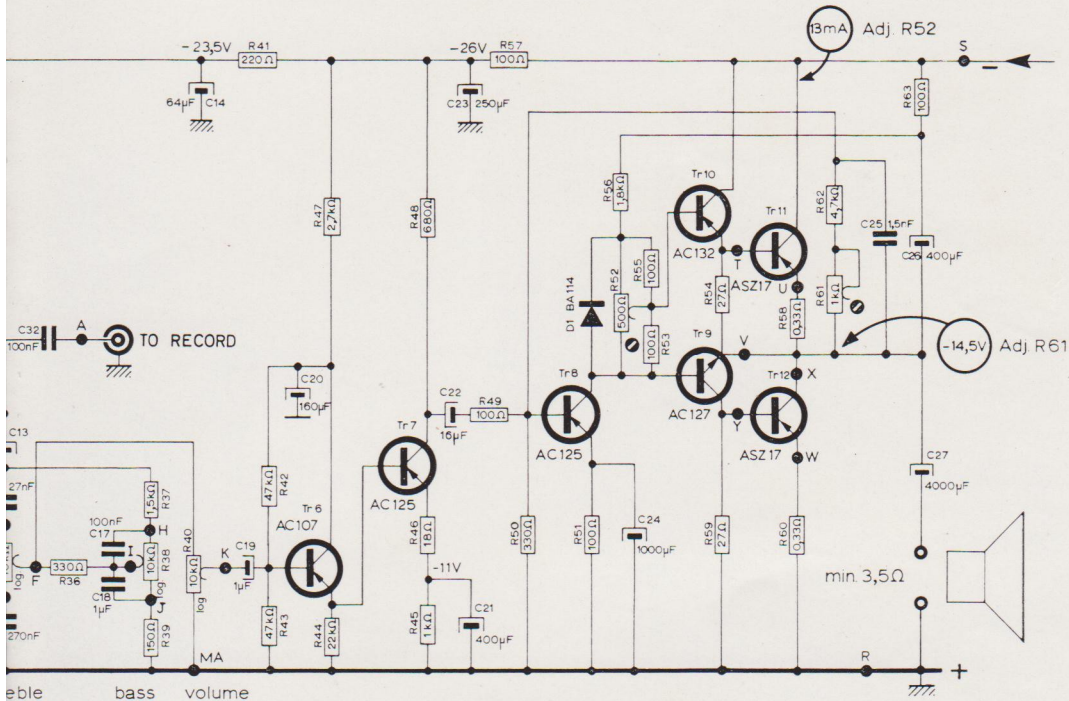 13mA Adj. R52
-23,5V R41 -26V R57 S
220Ω 100Ω –
64µF C14 C23 250µF R63 100Ω
Tr10 R56 1,8kΩ R62 4,7kΩ
R47 2,7kΩ R48 680Ω Tr11 C25 1,5nF
AC132 T C26 400µF
R55 100Ω ASZ17 U
R52 500Ω R54 27Ω R61 1kΩ
D1 BA114 R58 0,33Ω
C32 A R53 100Ω Tr9 V -14,5V Adj. R61
100nF TO RECORD
C20 Tr8 Tr12 X
160µF C22 R49
16µF 100Ω AC127 Y
C13 Tr7 AC125 ASZ17 W
27nF R37 1,5kΩ R42 47kΩ AC125 C27
4000µF
100nF H Tr6
C17 AC107 R46 18Ω R50 330Ω R51 100Ω C24 R59 27Ω R60 0,33Ω
I R38 10kΩ log R40 10kΩ log K C19 1000µF
kΩ log F 330Ω R36 1µF -11V min. 3,5Ω
C18 1µF J
R39 150Ω R43 47kΩ R44 22kΩ R45 1kΩ C21
270nF 400µF
MA R +
eble bass volume